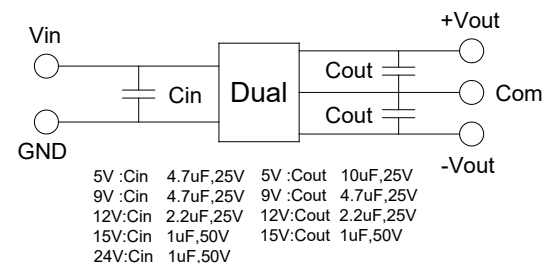 +Vout
Vin
Cout
Cin
Dual
Com
Cout
GND
-Vout
5V :Cin 4.7uF,25V 5V :Cout 10uF,25V
9V :Cin 4.7uF,25V 9V :Cout 4.7uF,25V
12V:Cin 2.2uF,25V 12V:Cout 2.2uF,25V
15V:Cin 1uF,50V 15V:Cout 1uF,50V
24V:Cin 1uF,50V